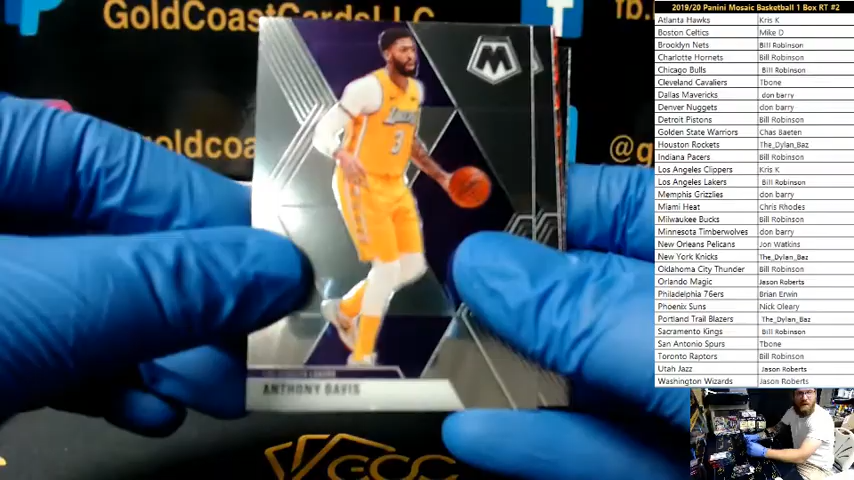 GoldCoastCardsLLC
fb.
goldcoa
@g
M
Lakers
3
ANTHONY DAVIS
GCC
2019/20 Panini Mosaic Basketball 1 Box RT #2
Atlanta Hawks Kris K
Boston Celtics Mike D
Brooklyn Nets Bill Robinson
Charlotte Hornets Bill Robinson
Chicago Bulls Bill Robinson
Cleveland Cavaliers Tbone
Dallas Mavericks don barry
Denver Nuggets don barry
Detroit Pistons Bill Robinson
Golden State Warriors Chas Baeten
Houston Rockets The_Dylan_Baz
Indiana Pacers Bill Robinson
Los Angeles Clippers Kris K
Los Angeles Lakers Bill Robinson
Memphis Grizzlies don barry
Miami Heat Chris Rhodes
Milwaukee Bucks Bill Robinson
Minnesota Timberwolves don barry
New Orleans Pelicans Jon Watkins
New York Knicks The_Dylan_Baz
Oklahoma City Thunder Bill Robinson
Orlando Magic Jason Roberts
Philadelphia 76ers Brian Erwin
Phoenix Suns Nick Oleary
Portland Trail Blazers The_Dylan_Baz
Sacramento Kings Bill Robinson
San Antonio Spurs Tbone
Toronto Raptors Bill Robinson
Utah Jazz Jason Roberts
Washington Wizards Jason Roberts